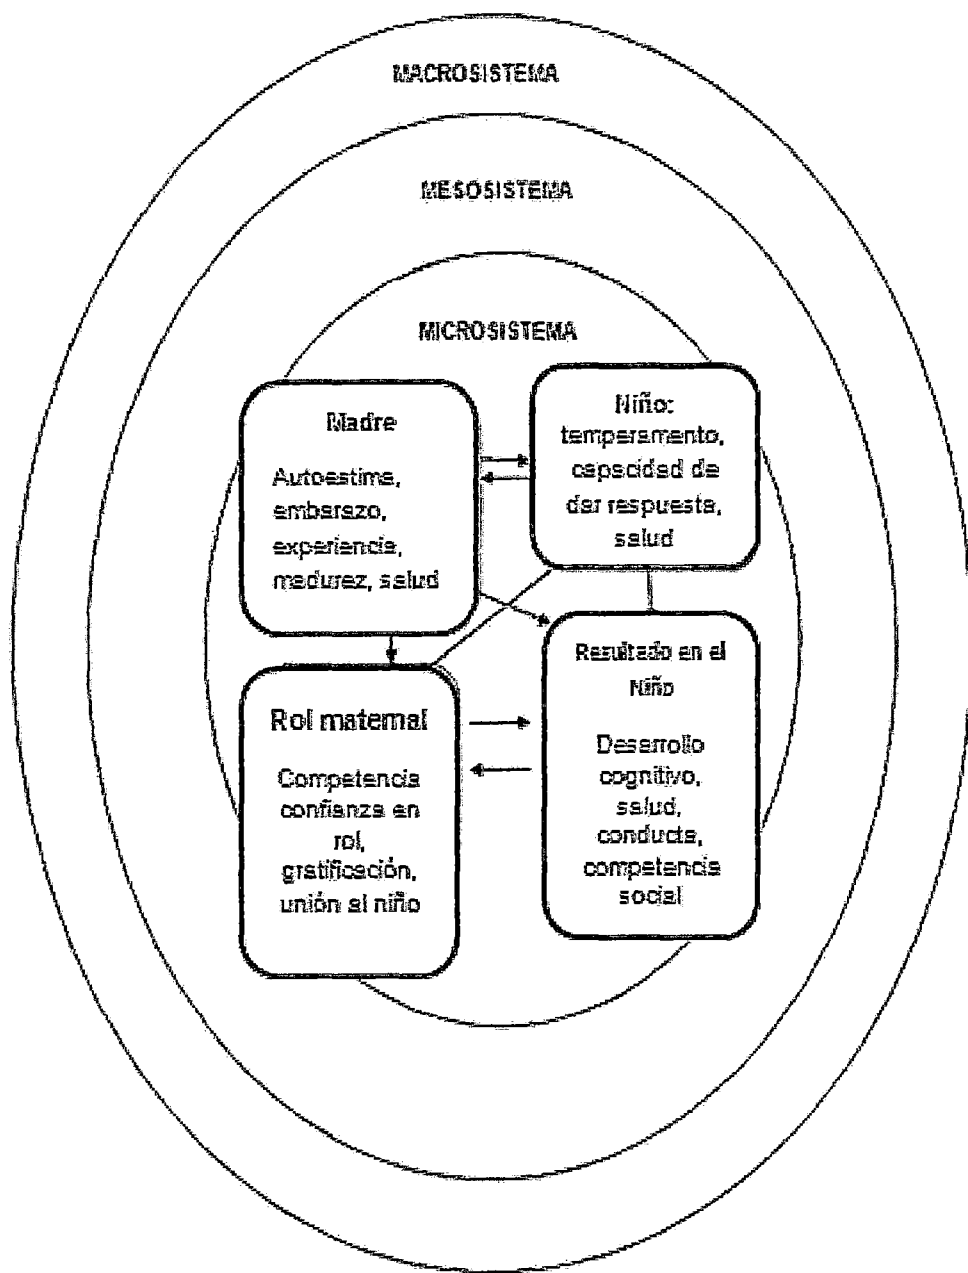 MACROSISTEMA
MESOSISTEMA
MICROSISTEMA
Madre
Autoestima,
embarazo,
experiencia,
madurez, salud
Niño:
temperamento,
capacidad de
dar respuesta,
salud
Rol maternal
Competencia
confianza en
rol,
gratificación,
unión al niño
Resultado en el
Niño
Desarrollo
cognitivo,
salud,
conducta,
competencia
social